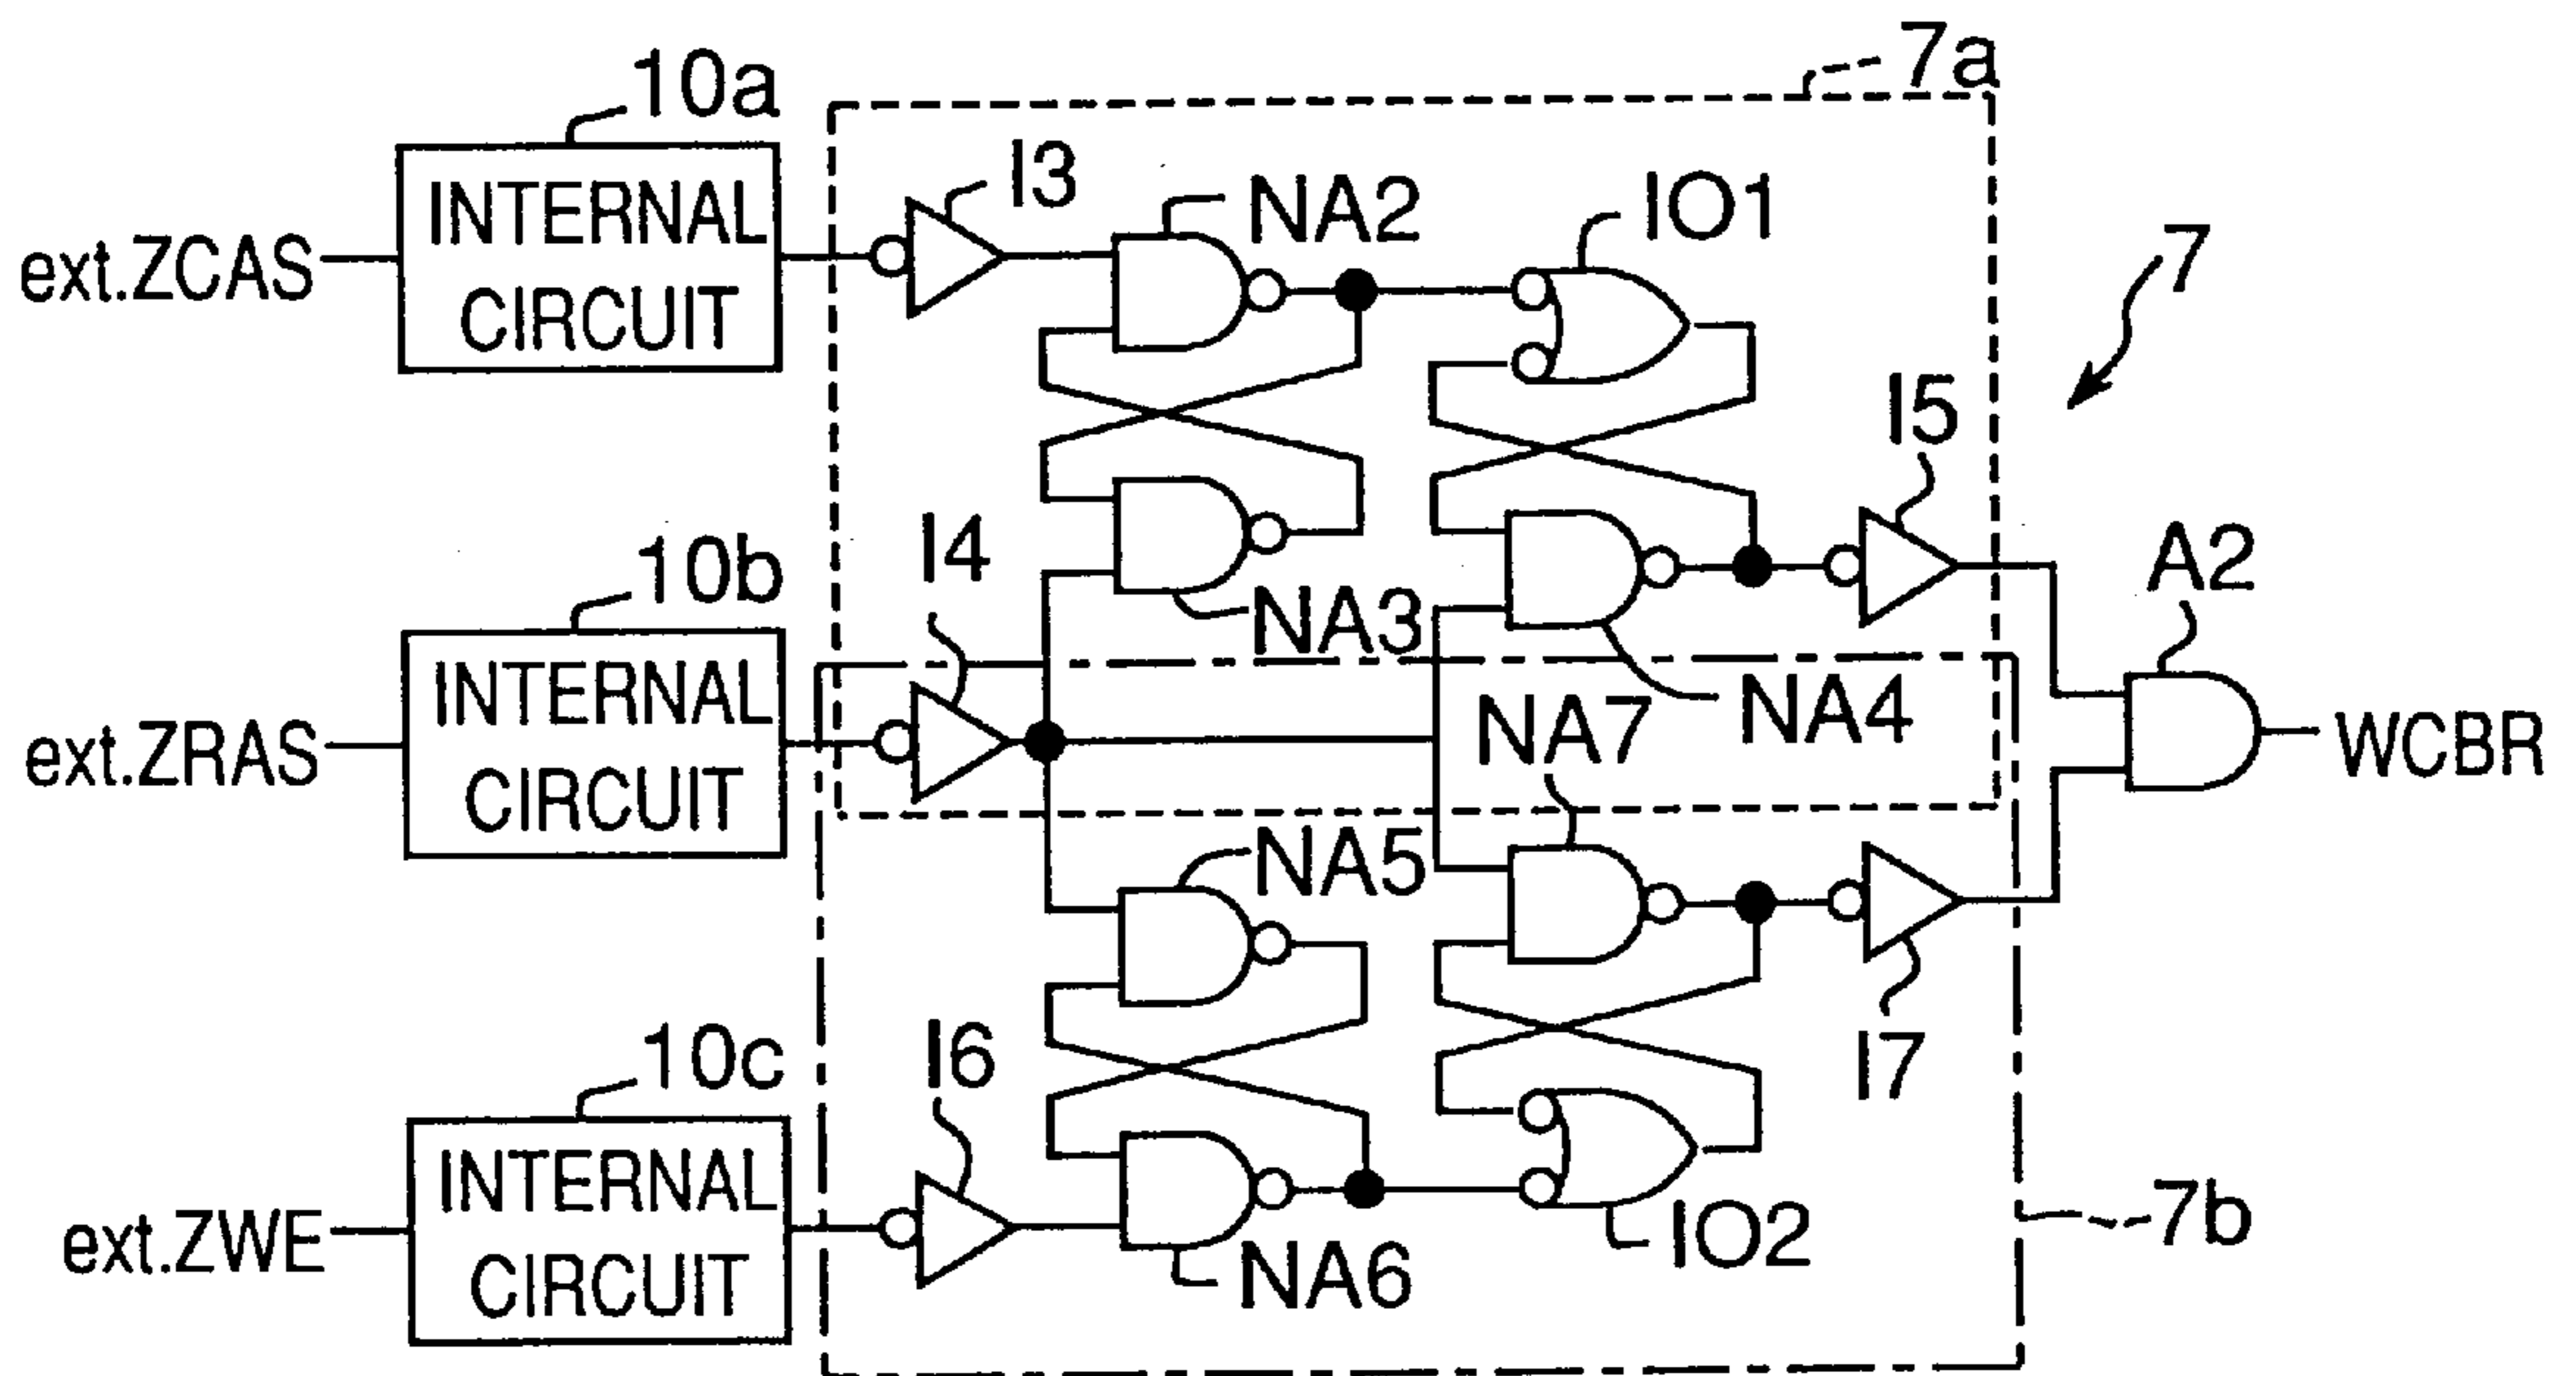 7a
10a
I3
NA2
IO1
7
INTERNAL
CIRCUIT
ext.ZCAS
I5
10b
I4
NA3
A2
INTERNAL
CIRCUIT
ext.ZRAS
NA7
NA4
WCBR
NA5
10c
I6
I7
INTERNAL
CIRCUIT
ext.ZWE
NA6
IO2
7b